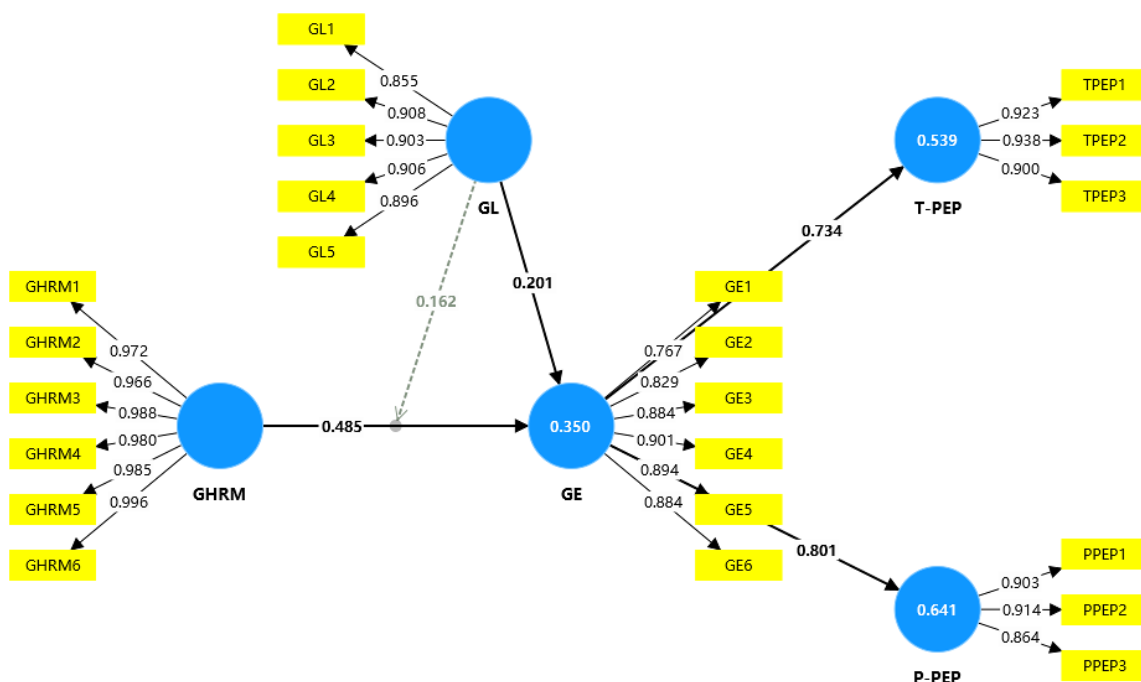 GL1
GL2
GL3
GL4
GL5
0.855
0.908
0.903
0.906
0.896
GL
0.201
0.162
GHRM1
GHRM2
GHRM3
GHRM4
GHRM5
GHRM6
0.972
0.966
0.988
0.980
0.985
0.996
GHRM
0.485
0.350
GE
0.767
0.829
0.884
0.901
0.894
0.884
GE1
GE2
GE3
GE4
GE5
GE6
0.734
0.539
T-PEP
0.923
0.938
0.900
TPEP1
TPEP2
TPEP3
0.801
0.641
P-PEP
0.903
0.914
0.864
PPEP1
PPEP2
PPEP3